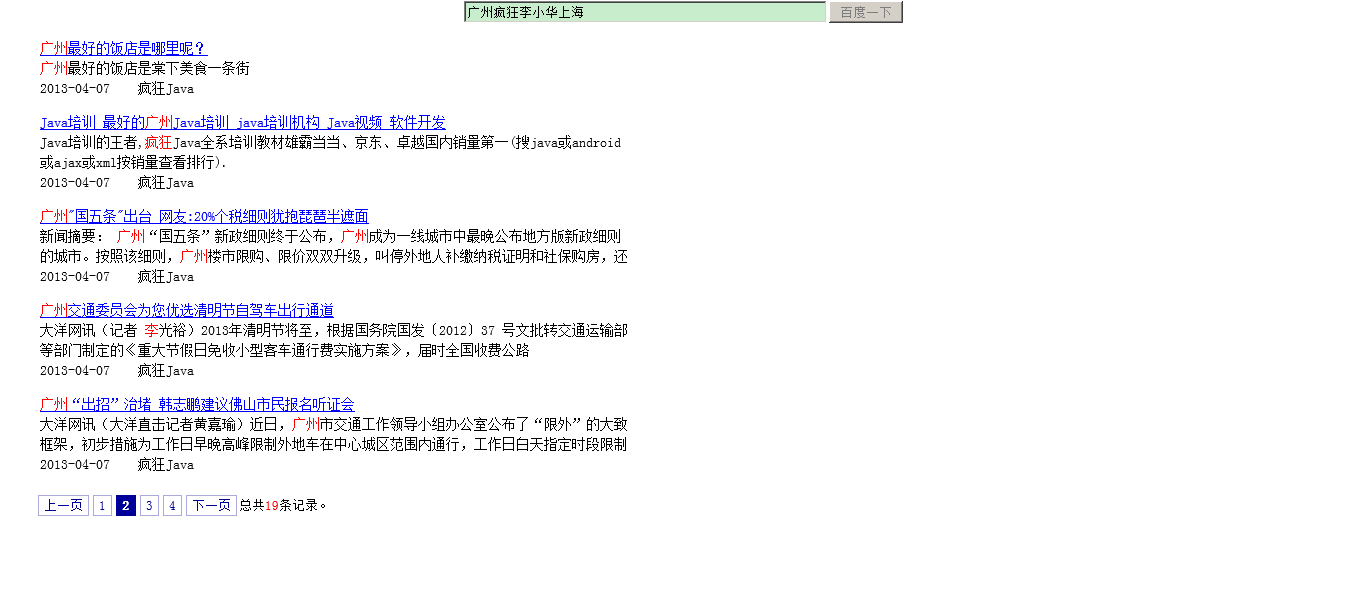 广州疯狂李小华上海 百度一下
广州最好的饭店是哪里呢？
广州最好的饭店是棠下美食一条街
2013-04-07 疯狂Java
Java培训 最好的广州Java培训 java培训机构 Java视频 软件开发
Java培训的王者,疯狂Java全系培训教材雄霸当当、京东、卓越国内销量第一(搜java或android
或ajax或xml按销量查看排行).
2013-04-07 疯狂Java
广州"国五条"出台 网友:20%个税细则犹抱琵琶半遮面
新闻摘要： 广州“国五条”新政细则终于公布，广州成为一线城市中最晚公布地方版新政细则
的城市。按照该细则，广州楼市限购、限价双双升级，叫停外地人补缴纳税证明和社保购房，还
2013-04-07 疯狂Java
广州交通委员会为您优选清明节自驾车出行通道
大洋网讯（记者 李光裕）2013年清明节将至，根据国务院国发〔2012〕37 号文批转交通运输部
等部门制定的《重大节假日免收小型客车通行费实施方案》，届时全国收费公路
2013-04-07 疯狂Java
广州“出招”治堵 韩志鹏建议佛山市民报名听证会
大洋网讯（大洋直击记者黄嘉瑜）近日，广州市交通工作领导小组办公室公布了“限外”的大致
框架，初步措施为工作日早晚高峰限制外地车在中心城区范围内通行，工作日白天指定时段限制
2013-04-07 疯狂Java
上一页 1 2 3 4 下一页 总共19条记录。